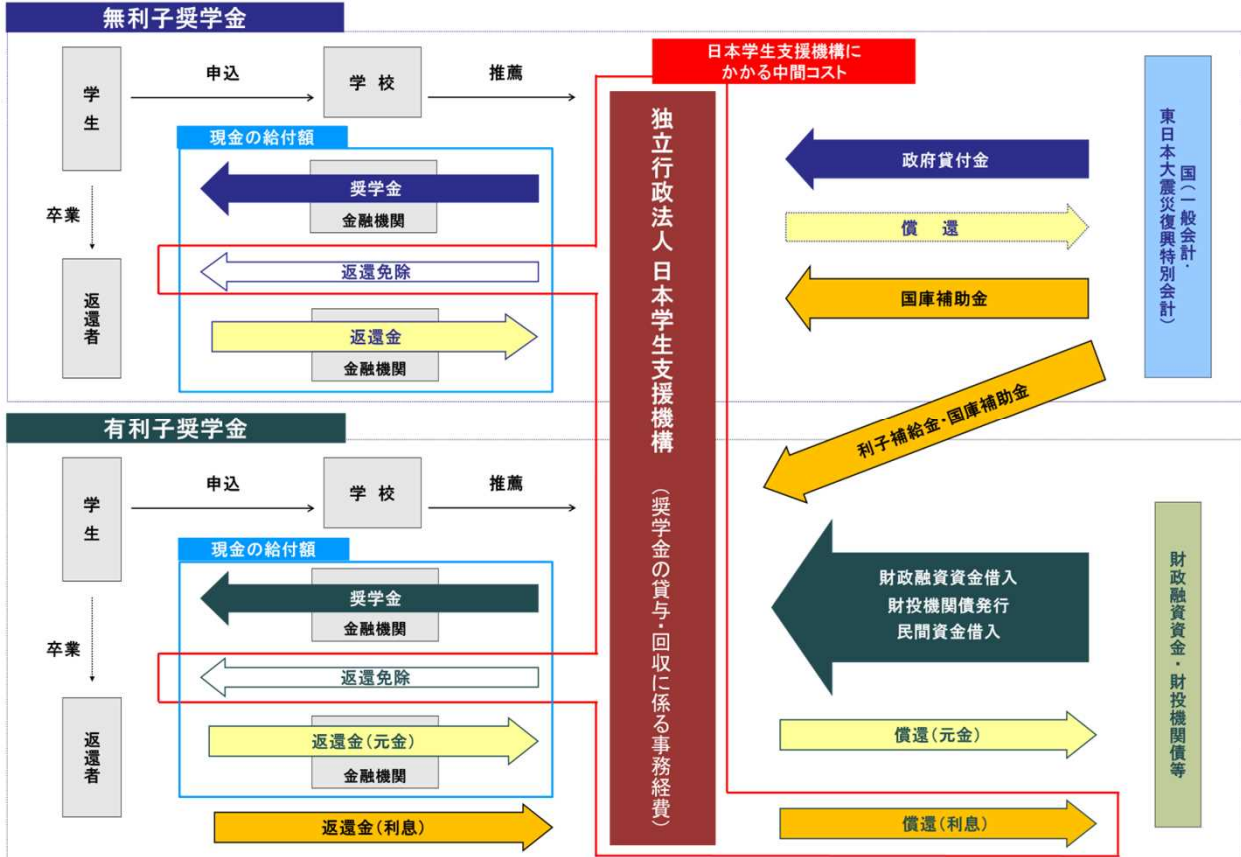 無利子奨学金
学生
申込
学校
推薦
日本学生支援機構に
かかる中間コスト
現金の給付額
奨学金
金融機関
卒業
返還免除
返還者
返還金
金融機関
独立行政法人 日本学生支援機構 (奨学金の貸与・回収に係る事務経費)
政府貸付金
償 還
国庫補助金
国(一般会計・
東日本大震災復興特別会計)
利子補給金・国庫補助金
有利子奨学金
学生
申込
学校
推薦
現金の給付額
奨学金
金融機関
卒業
返還免除
返還者
返還金(元金)
金融機関
返還金(利息)
財政融資資金借入
財投機関債発行
民間資金借入
償還(元金)
償還(利息)
財政融資資金・財投機関債等